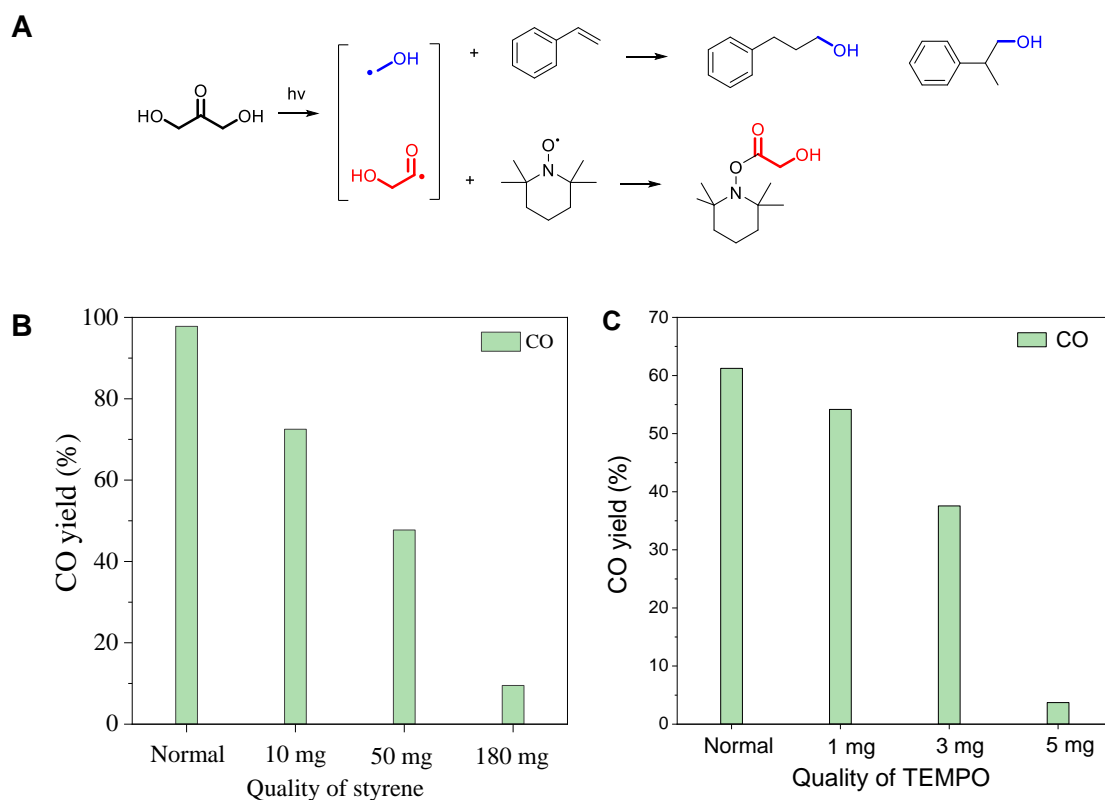 A
O
HO OH
hv
• OH
+
OH
OH
O
HO •
+
O•
N
O
OH
O
N
B
CO yield (%)
100
80
60
40
20
0
CO
Normal 10 mg 50 mg 180 mg
Quality of styrene
C
CO yield (%)
70
60
50
40
30
20
10
0
CO
Normal 1 mg 3 mg 5 mg
Quality of TEMPO